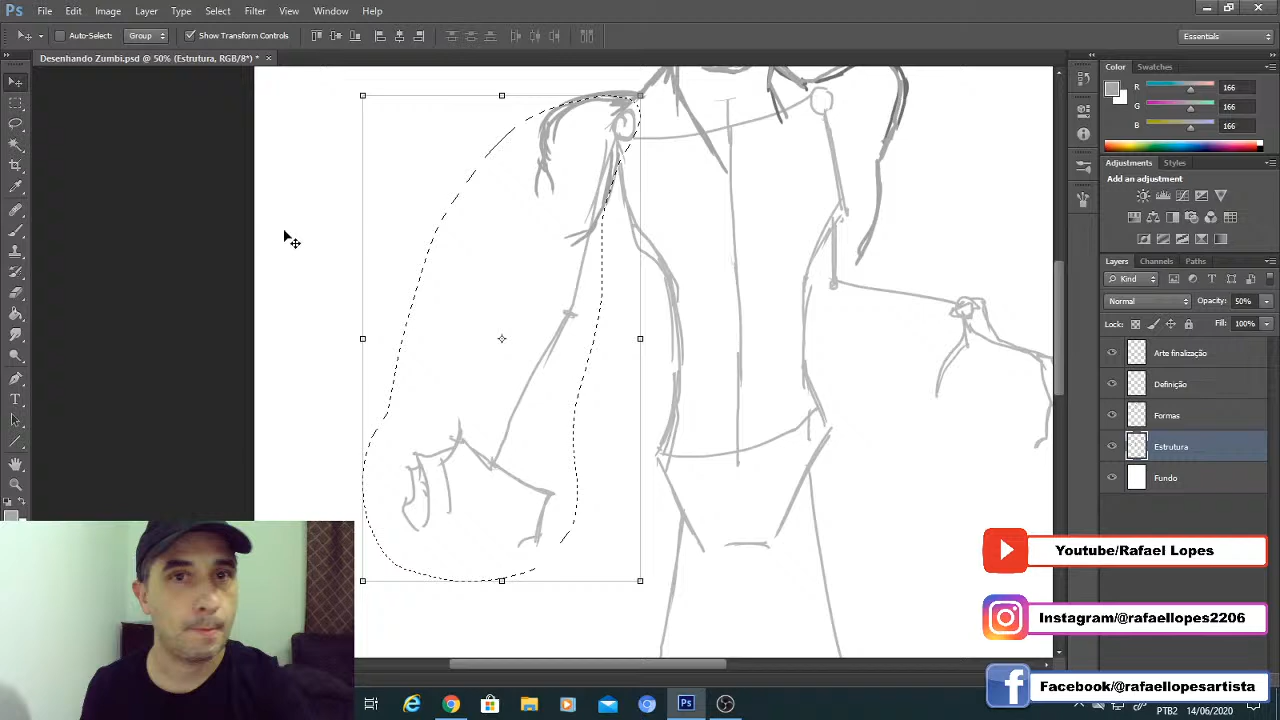 Ps File Edit Image Layer Type Select Filter View Window Help
Auto-Select: Group Show Transform Controls Essentials
Desenhando Zumbi.psd @ 50% (Estrutura, RGB/8*) * ×
Color Swatches
R 166
G 166
B 166
Adjustments Styles
Add an adjustment
Layers Channels Paths
Kind
Normal Opacity: 50%
Lock: Fill: 100%
Arte finalização
Definição
Formas
Estrutura
Fundo
Youtube/Rafael Lopes
Instagram/@rafaellopes2206
Facebook/@rafaellopesartista
Ps PTB2 14/06/2020